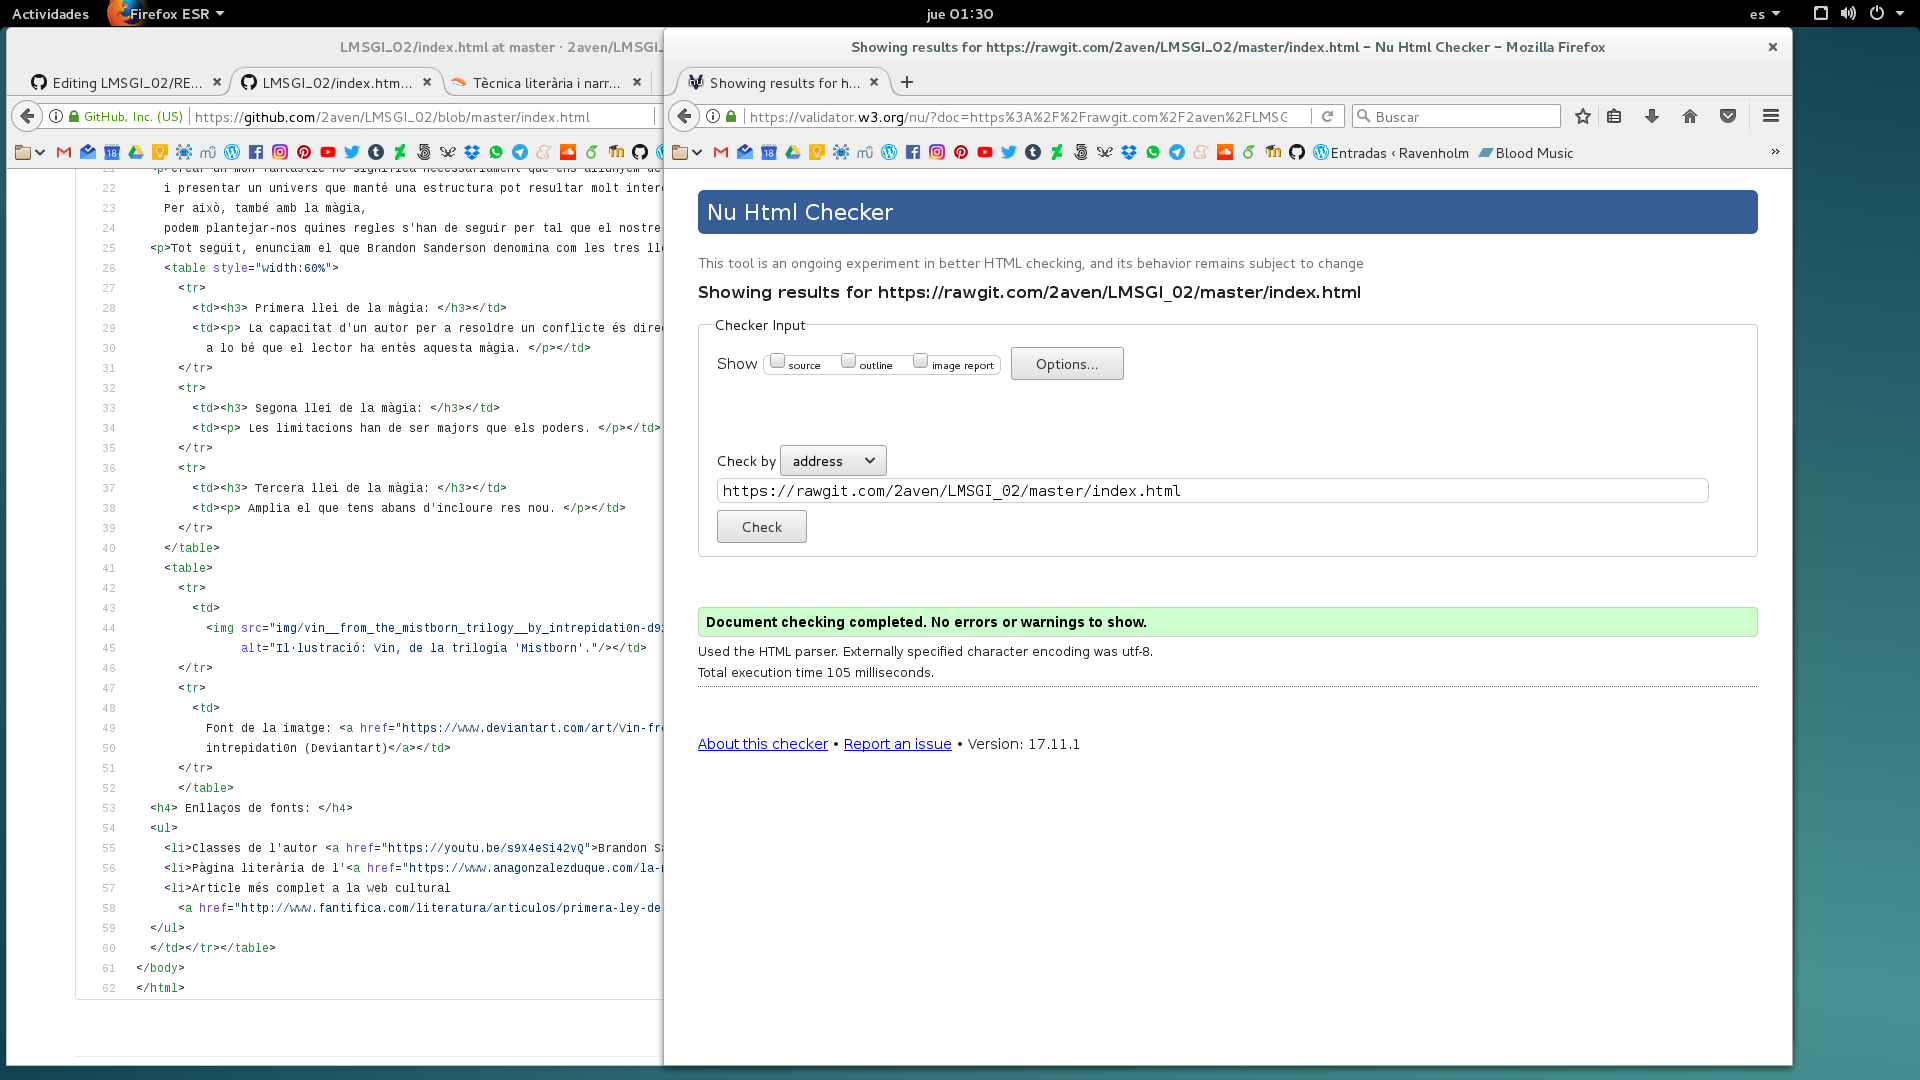 Actividades
Firefox ESR
jue 01:30
es
LMSGI_02/index.html at master · 2aven/LMSGI_
Editing LMSGI_02/RE...
LMSGI_02/index.htm...
Tècnica literària i narr...
GitHub, Inc. (US)
https://github.com/2aven/LMSGI_02/blob/master/index.html
22 i presentar un univers que manté una estructura pot resultar molt inter
23 Per això, també amb la màgia,
24 podem plantejar-nos quines regles s'han de seguir per tal que el nostre
25 <p>Tot seguit, enunciam el que Brandon Sanderson denomina com les tres lle
26 <table style="width:60%">
27 <tr>
28 <td><h3> Primera llei de la màgia: </h3></td>
29 <td><p> La capacitat d'un autor per a resoldre un conflicte és dire
30 a lo bé que el lector ha entès aquesta màgia. </p></td>
31 </tr>
32 <tr>
33 <td><h3> Segona llei de la màgia: </h3></td>
34 <td><p> Les limitacions han de ser majors que els poders. </p></td>
35 </tr>
36 <tr>
37 <td><h3> Tercera llei de la màgia: </h3></td>
38 <td><p> Amplia el que tens abans d'incloure res nou. </p></td>
39 </tr>
40 </table>
41 <table>
42 <tr>
43 <td>
44 <img src="img/vin__from_the_mistborn_trilogy__by_intrepidati0n-d9
45 alt="Il·lustració: Vin, de la trilogía 'Mistborn'."/></td>
46 </tr>
47 <tr>
48 <td>
49 Font de la imatge: <a href="https://www.deviantart.com/art/Vin-fr
50 intrepidati0n (Deviantart)</a></td>
51 </tr>
52 </table>
53 <h4> Enllaços de fonts: </h4>
54 <ul>
55 <li>Classes de l'autor <a href="https://youtu.be/s9X4eSi42vQ">Brandon Sa
56 <li>Pàgina literària de l'<a href="https://www.anagonzalezduque.com/la-
57 <li>Article més complet a la web cultural
58 <a href="http://www.fantifica.com/literatura/articulos/primera-ley-de
59 </ul>
60 </td></tr></table>
61 </body>
62 </html>
Showing results for https://rawgit.com/2aven/LMSGI_02/master/index.html - Nu Html Checker - Mozilla Firefox
Showing results for h...
https://validator.w3.org/nu/?doc=https%3A%2F%2Frawgit.com%2F2aven%2FLMSG
Buscar
Entradas ‹ Ravenholm
Blood Music
Nu Html Checker
This tool is an ongoing experiment in better HTML checking, and its behavior remains subject to change
Showing results for https://rawgit.com/2aven/LMSGI_02/master/index.html
Checker Input
Show source outline image report Options...
Check by address
https://rawgit.com/2aven/LMSGI_02/master/index.html
Check
Document checking completed. No errors or warnings to show.
Used the HTML parser. Externally specified character encoding was utf-8.
Total execution time 105 milliseconds.
About this checker • Report an issue • Version: 17.11.1